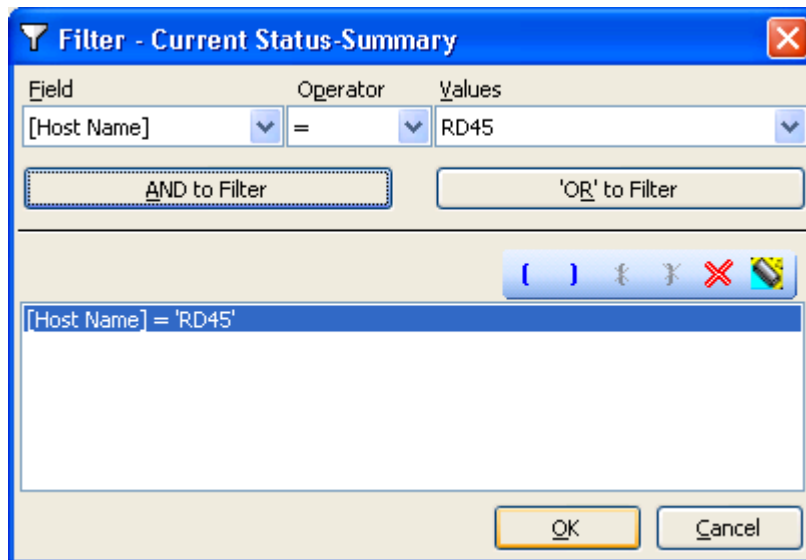 Filter - Current Status-Summary
Field Operator Values
[Host Name] = RD45
AND to Filter 'OR' to Filter
( )
[Host Name] = 'RD45'
OK Cancel